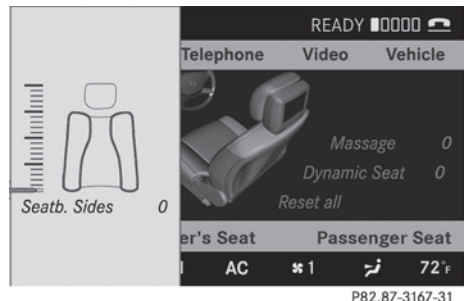 READY
Telephone Video Vehicle
Massage 0
Dynamic Seat 0
Seatb. Sides 0
Reset all
er's Seat Passenger Seat
AC 1 72°F
P82.87-3167-31